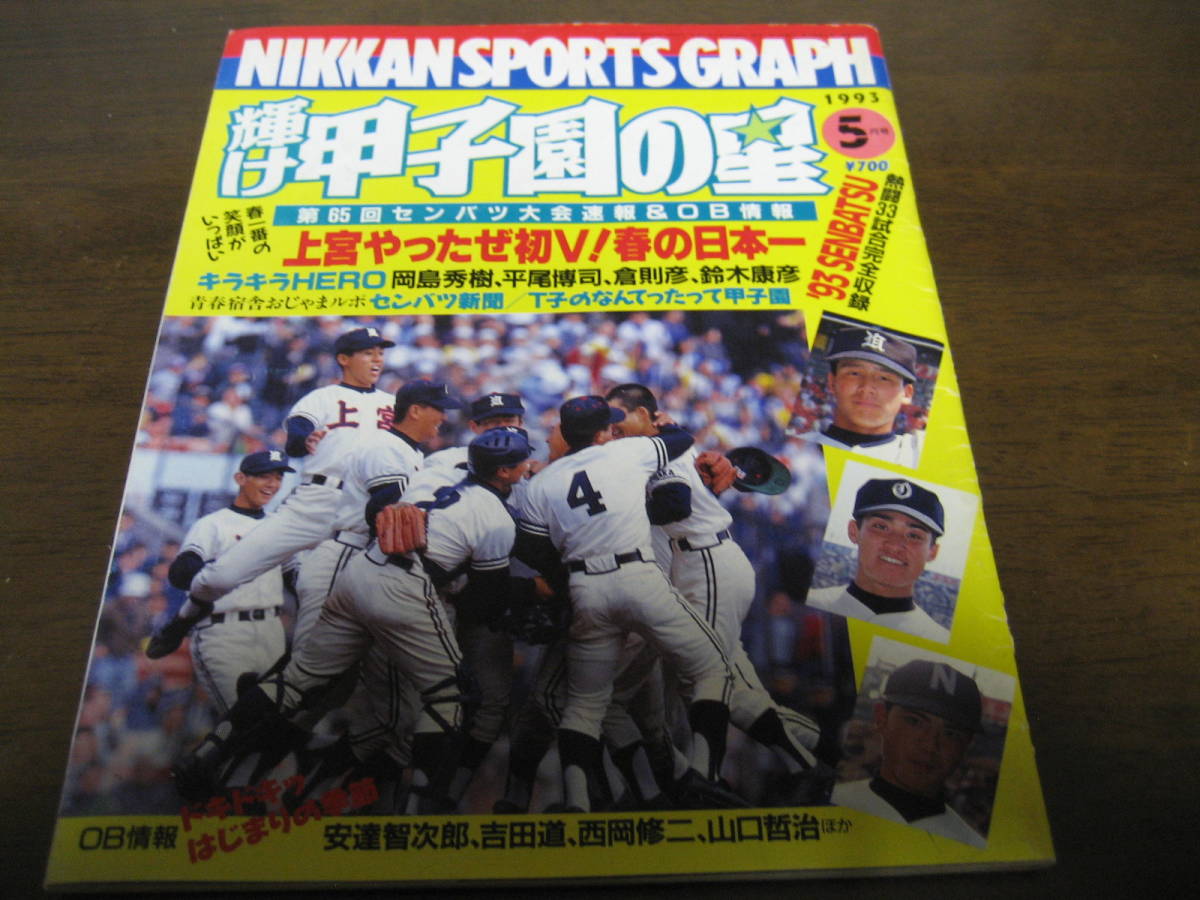 NIKKAN SPORTS GRAPH
輝け甲子園の星
1993
5月号
¥700
第65回センバツ大会速報&OB情報
春一番の
笑顔が
いっぱい
上宮やったぜ初V!春の日本一
キラキラHERO 岡島秀樹、平尾博司、倉則彦、鈴木康彦
青春宿舎おじゃまルポ センバツ新聞/T子のなんてったって甲子園
'93 SENBATSU
熱闘33試合完全収録
上宮
4
N
ドキドキッ
はじまりの季節
OB情報
安達智次郎、吉田道、西岡修二、山口哲治ほか